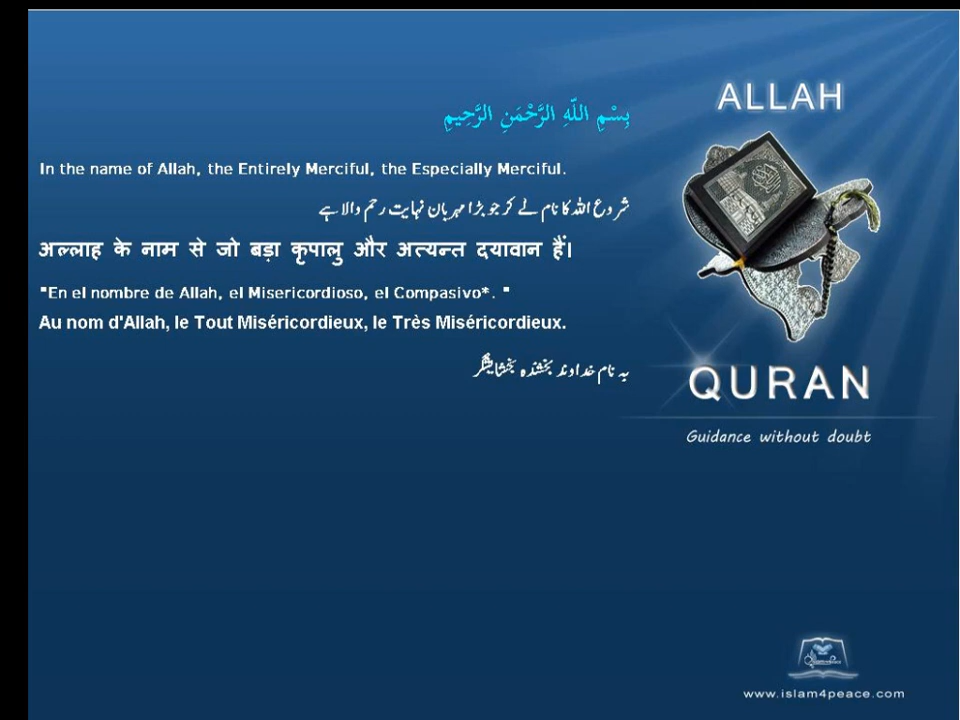 بِسْمِ اللّهِ الرَّحْمَنِ الرَّحِيمِ
In the name of Allah, the Entirely Merciful, the Especially Merciful.
شروع الله کا نام لے کر جو بڑا مہربان نہایت رحم والا ہے
अल्लाह के नाम से जो बड़ा कृपालु और अत्यन्त दयावान हैं।
"En el nombre de Allah, el Misericordioso, el Compasivo*. "
Au nom d'Allah, le Tout Miséricordieux, le Très Miséricordieux.
به نام خداوند بخشنده بخشایشگر
ALLAH
QURAN
Guidance without doubt
www.islam4peace.com